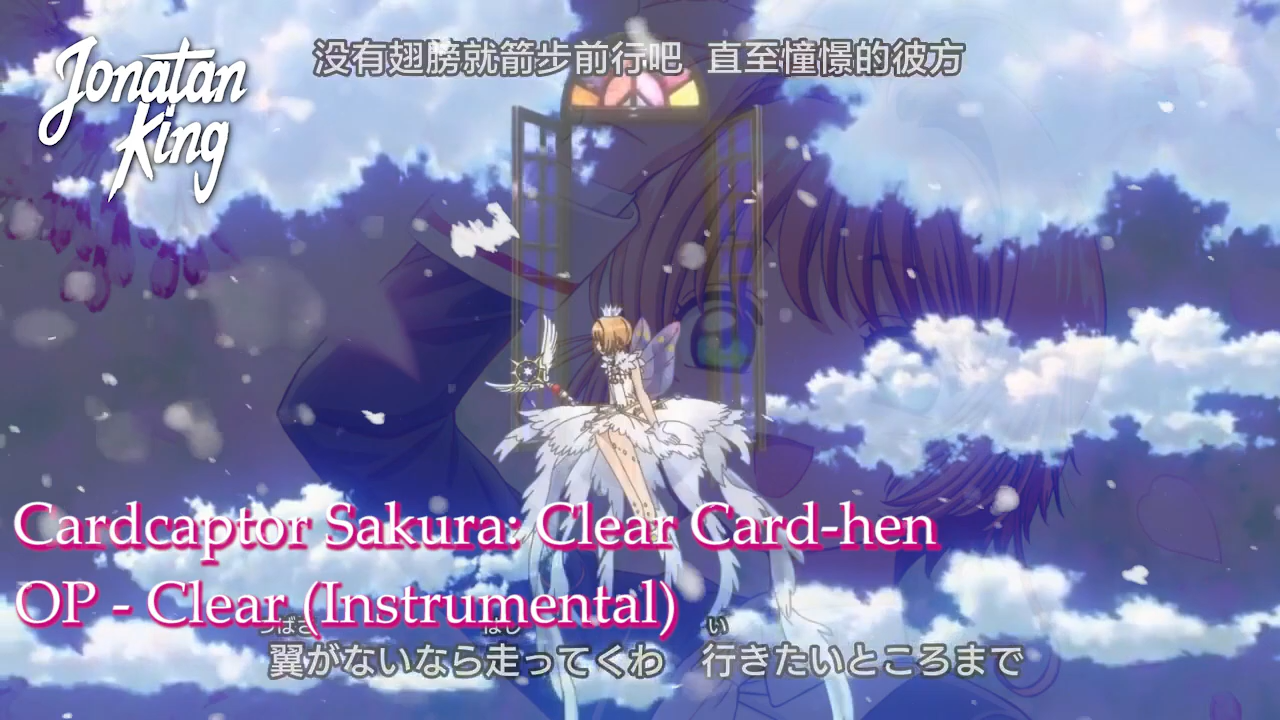 没有翅膀就箭步前行吧 直至憧憬的彼方
Jonatan
King
Cardcaptor Sakura: Clear Card-hen
OP - Clear (Instrumental)
つばさ はし い
翼がないなら走ってくわ 行きたいところまで